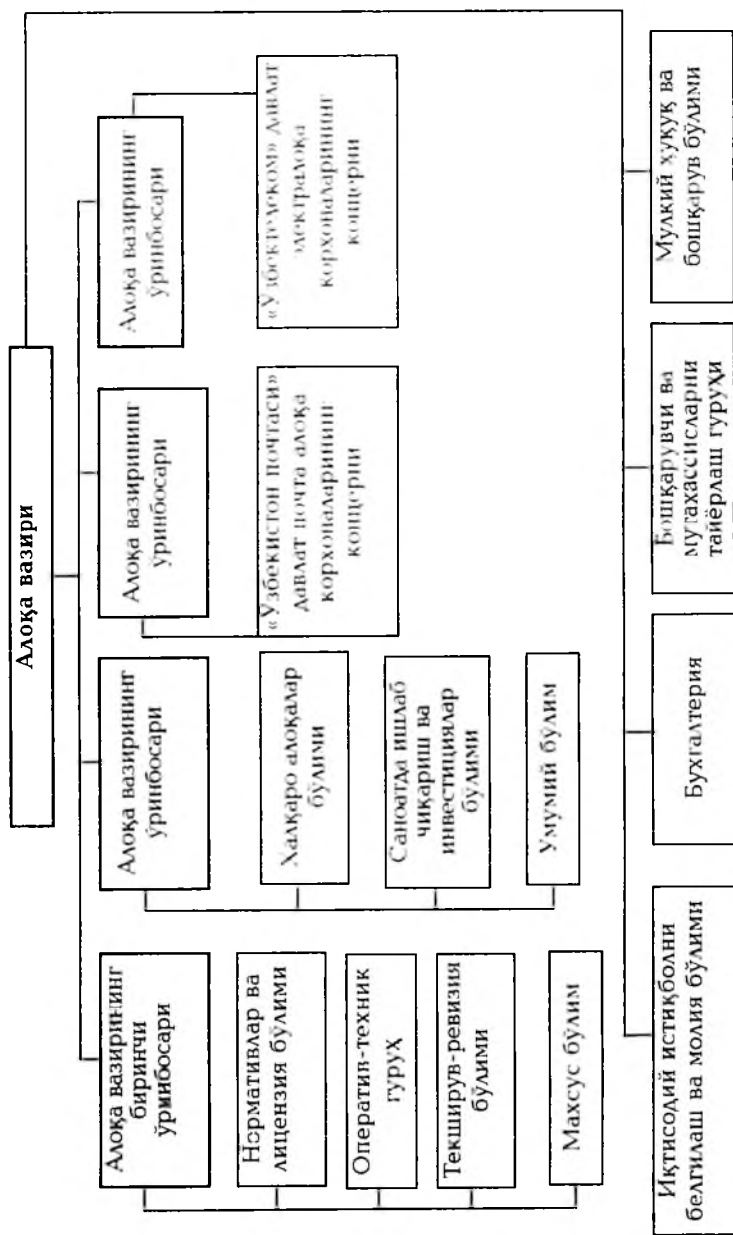 Алоқа вазири
Алоқа вазирининг
биринчи
ўринбосари
Нормативлар ва
лицензия бўлими
Оператив-техник
гуруҳ
Текширув-ревизия
бўлими
Махсус бўлим
Алоқа вазирининг
ўринбосари
Халқаро алоқалар
бўлими
Саноатда ишлаб
чиқариш ва
инвестициялар
бўлими
Умумий бўлим
Алоқа вазирининг
ўринбосари
«Узбекистон почтаси»
давлат почта алоқа
корхоналарининг
концерни
Алоқа вазирининг
ўринбосари
«Узбектелеком» давлат
электралоқа
корхоналарининг
концерни
Иқтисодий истиқболни
белгилаш ва молия бўлими
Бухгалтерия
Бошқарувчи ва
мутахассисларни
тайёрлаш гуруҳи
Мулкий ҳуқуқ ва
бошқарув бўлими